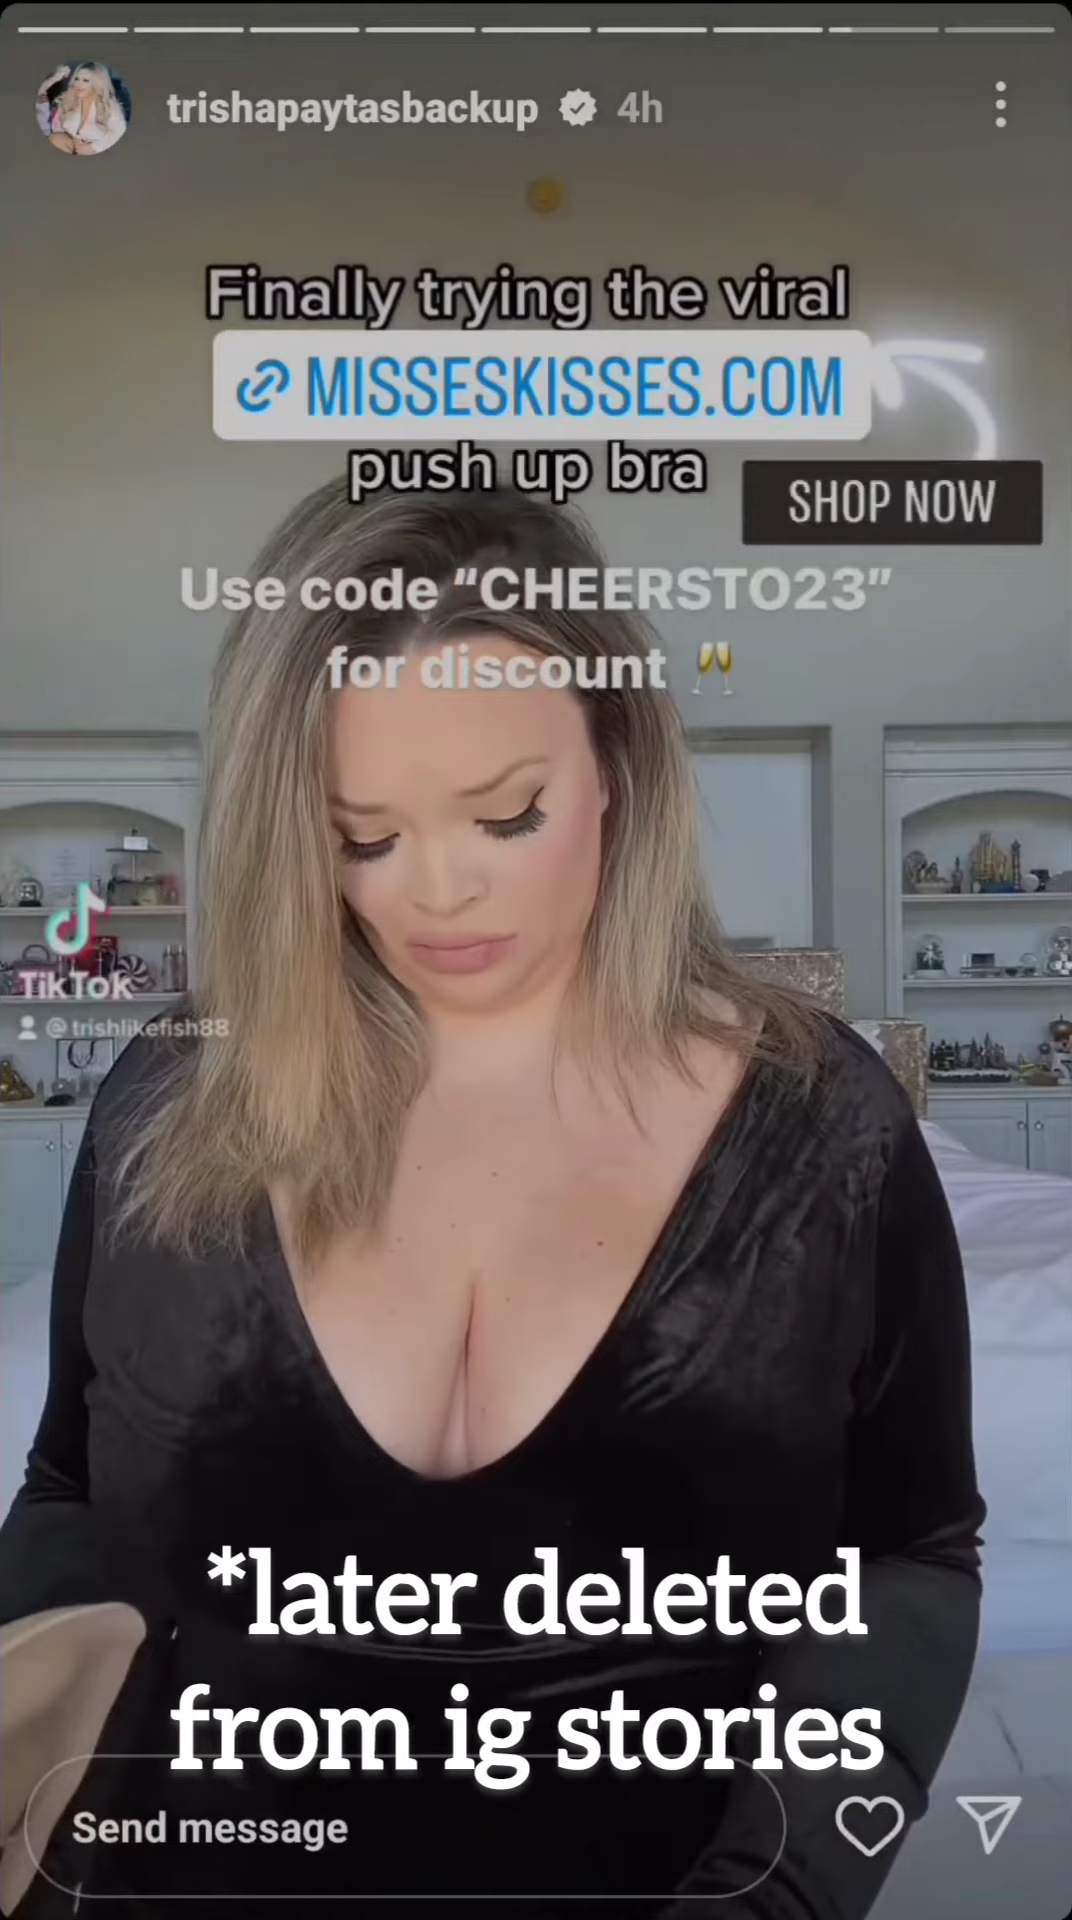 trishapaytasbackup 4h
Finally trying the viral
MISSESKISSES.COM
push up bra
SHOP NOW
Use code “CHEERSTO23”
for discount 🥂
TikTok
@trishlikefish88
*later deleted
from ig stories
Send message